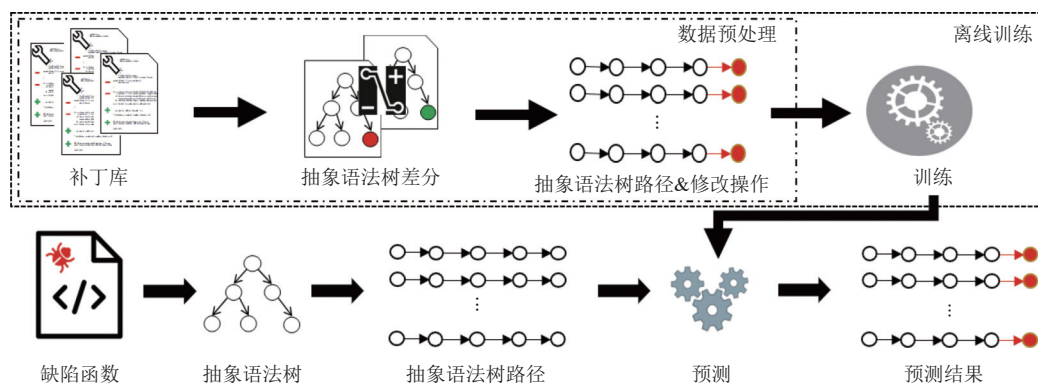 数据预处理
离线训练
补丁库
抽象语法树差分
抽象语法树路径&修改操作
训练
缺陷函数
抽象语法树
抽象语法树路径
预测
预测结果